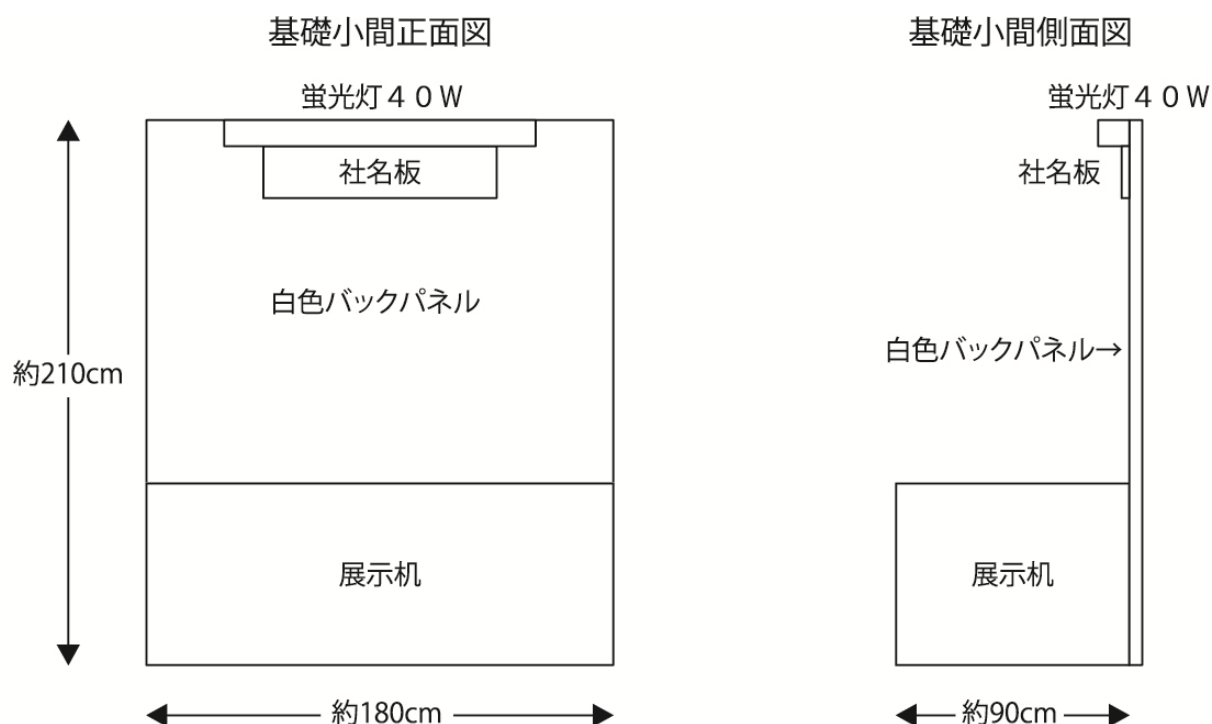 基礎小間正面図
蛍光灯４０Ｗ
社名板
白色バックパネル
約210cm
展示机
約180cm
基礎小間側面図
蛍光灯４０Ｗ
社名板
白色バックパネル→
展示机
約90cm